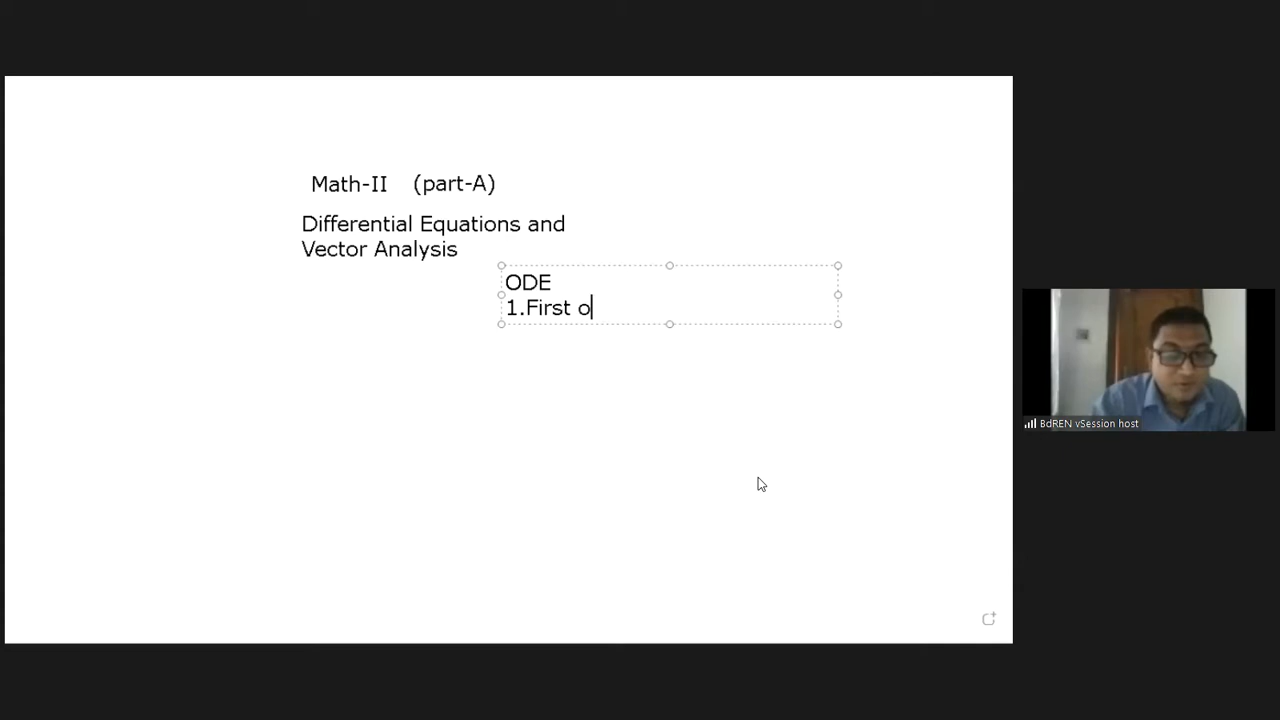 Math-II (part-A)
Differential Equations and
Vector Analysis
ODE
1.First o
BdREN vSession host